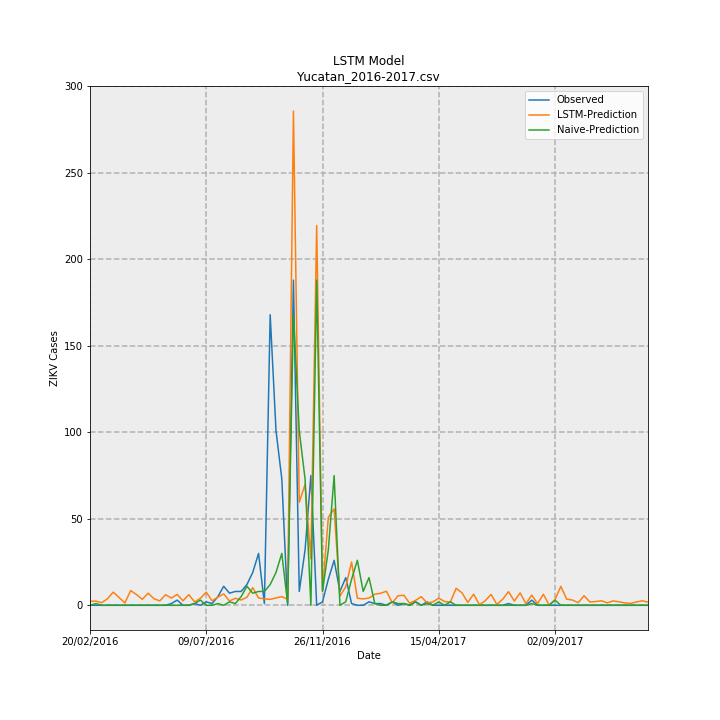 LSTM Model
Yucatan_2016-2017.csv
Observed
LSTM-Prediction
Naive-Prediction
300
250
200
150
100
50
0
ZIKV Cases
20/02/2016
09/07/2016
26/11/2016
15/04/2017
02/09/2017
Date